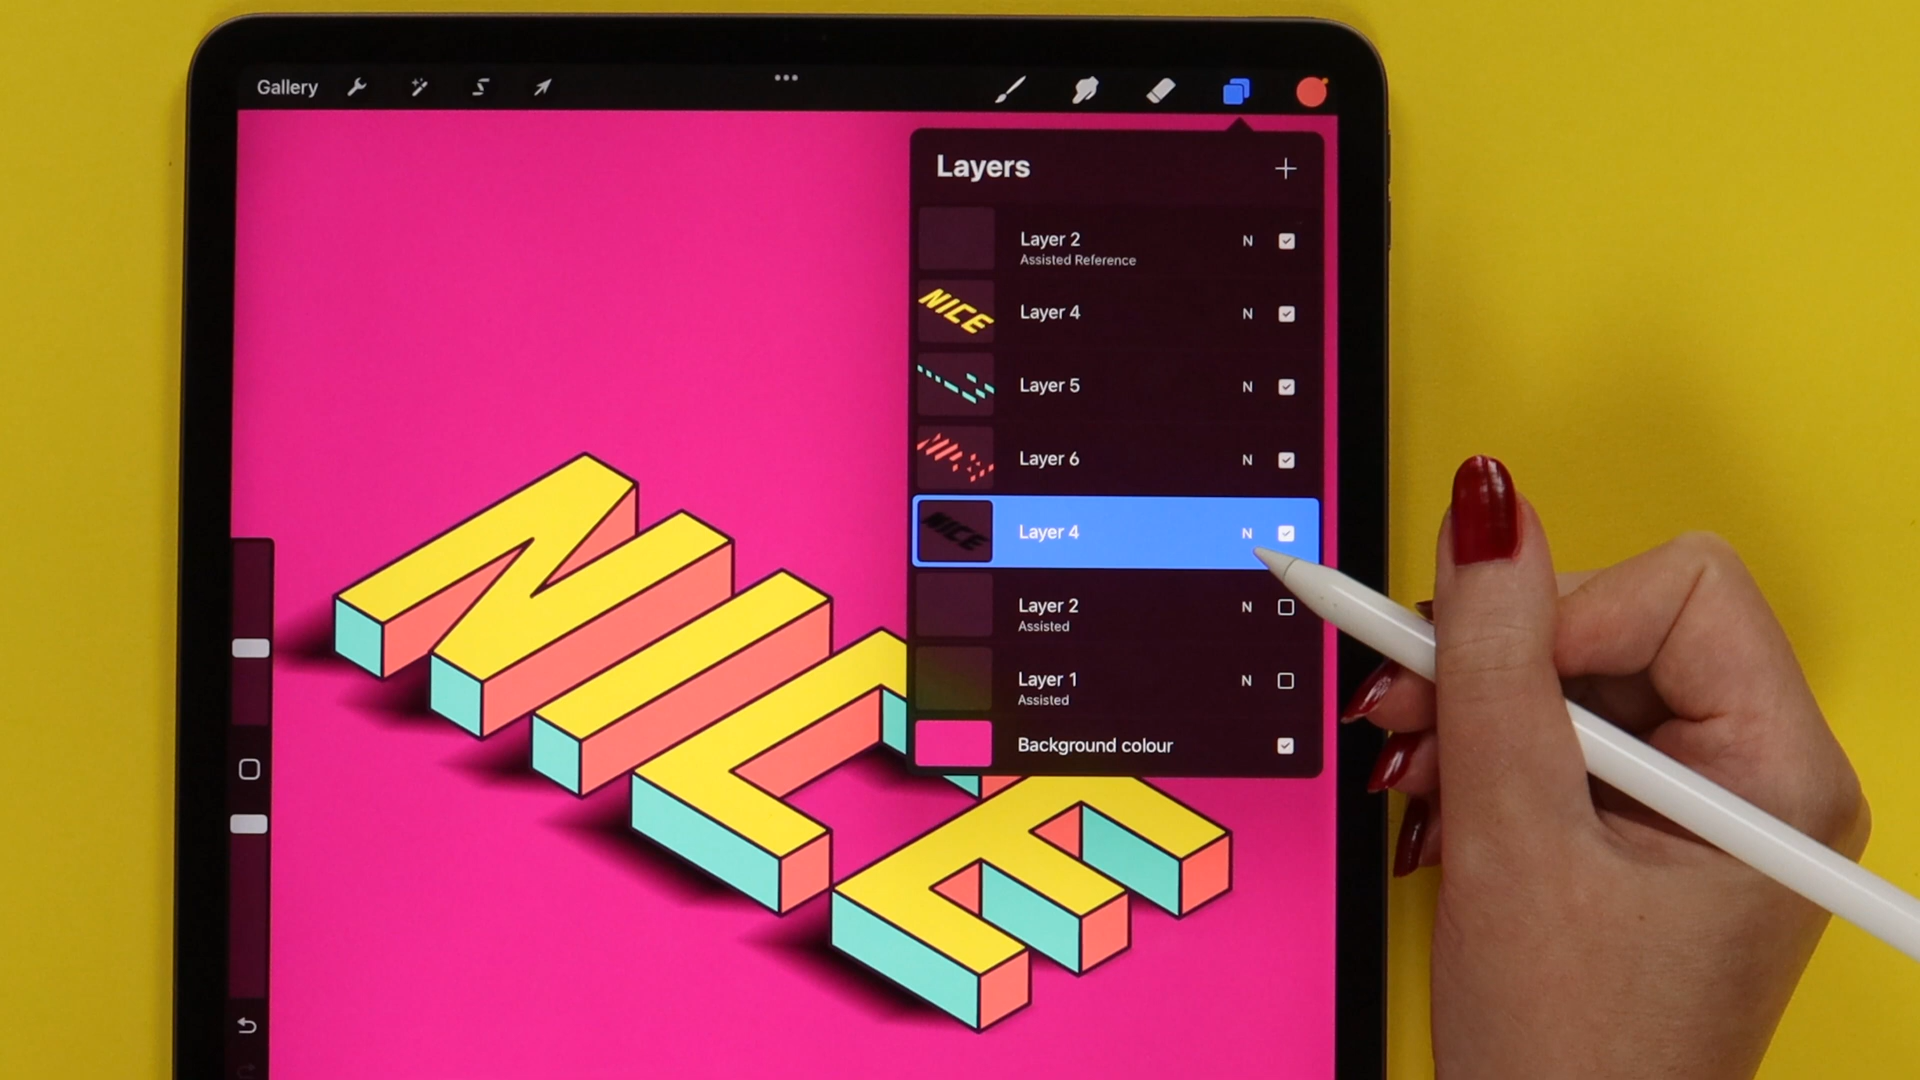 Gallery
Layers
Layer 2
N
Assisted Reference
NICE
Layer 4
N
Layer 5
N
Layer 6
N
NICE
Layer 4
N
Layer 2
N
Assisted
Layer 1
N
Assisted
Background colour
NICE